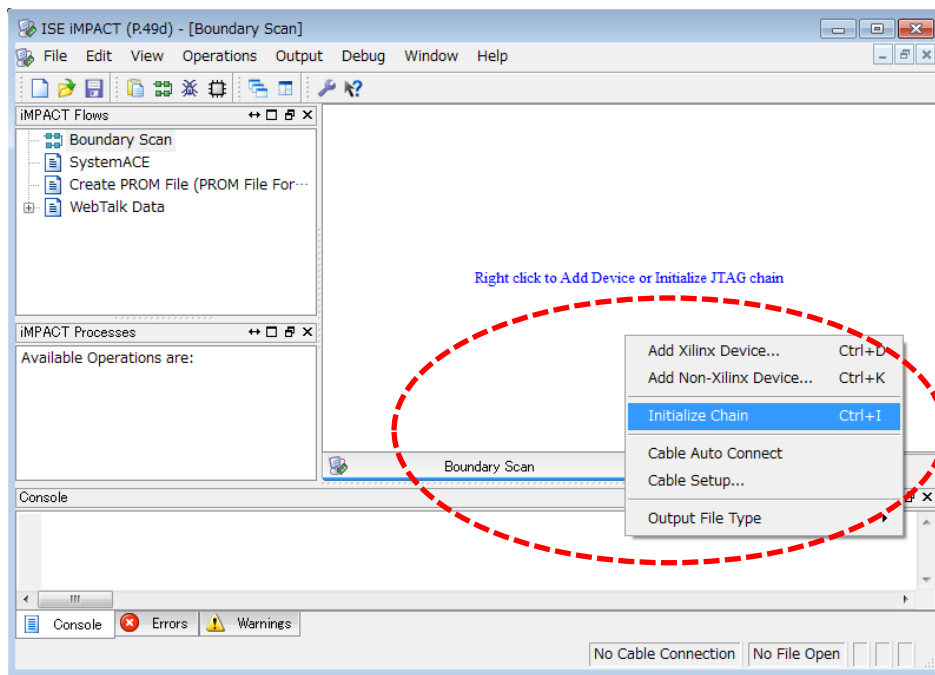 ISE iMPACT (P.49d) - [Boundary Scan]
File Edit View Operations Output Debug Window Help
iMPACT Flows
Boundary Scan
SystemACE
Create PROM File (PROM File For···
WebTalk Data
Right click to Add Device or Initialize JTAG chain
iMPACT Processes
Available Operations are:
Add Xilinx Device... Ctrl+D
Add Non-Xilinx Device... Ctrl+K
Initialize Chain Ctrl+I
Cable Auto Connect
Cable Setup...
Output File Type
Boundary Scan
Console
Console Errors Warnings
No Cable Connection No File Open